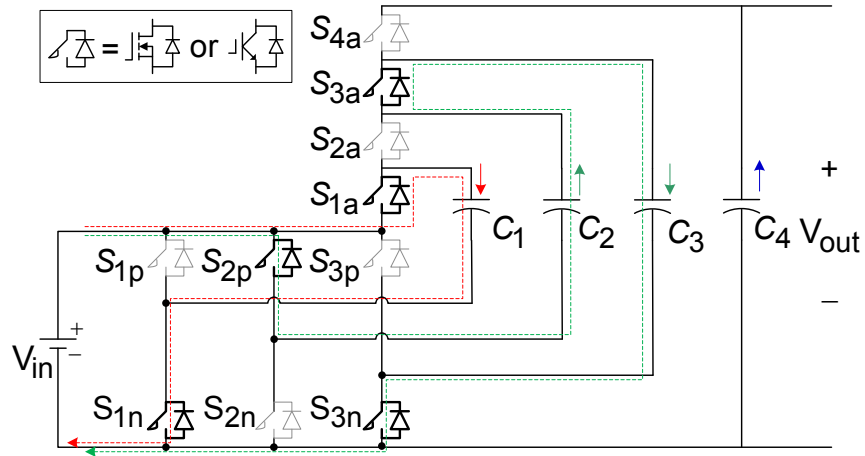 = or
S4a
S3a
S2a
S1a
C1 C2 C3 C4
+
Vout
−
S1p S2p S3p
+
−
Vin
S1n S2n S3n